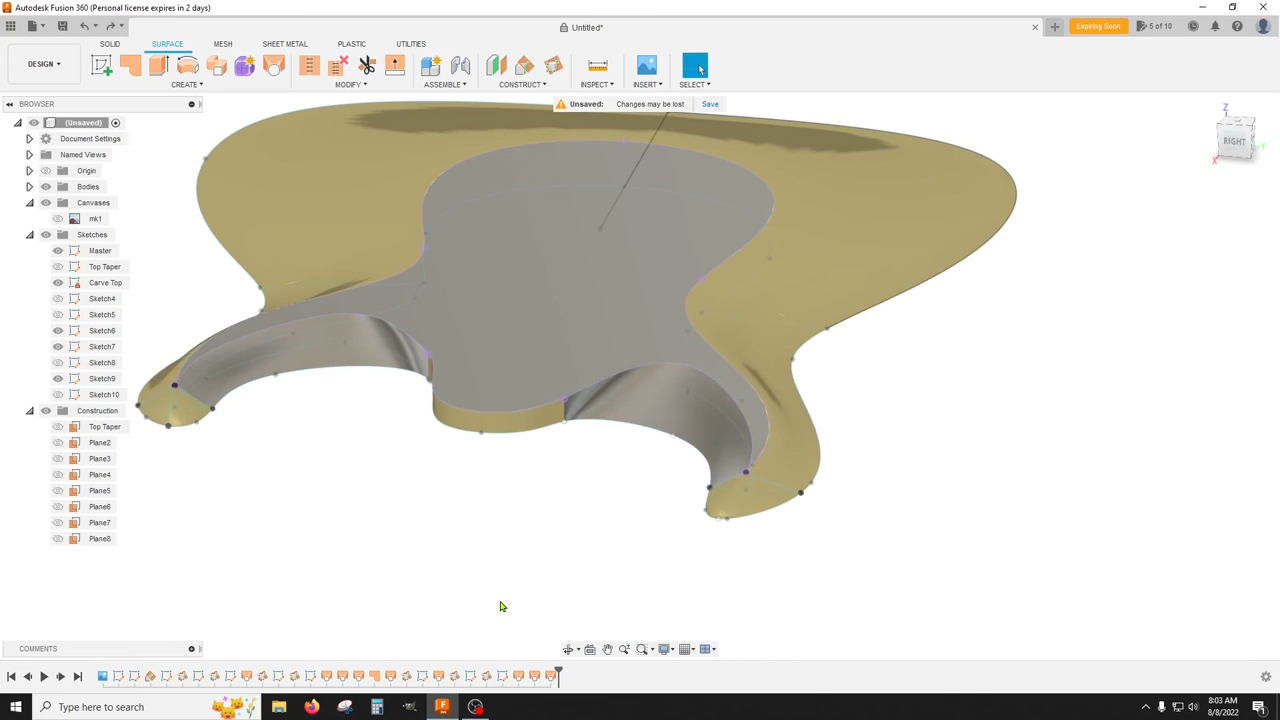 Autodesk Fusion 360 (Personal license expires in 2 days)
Untitled*
Expiring Soon
5 of 10
SOLID
SURFACE
MESH
SHEET METAL
PLASTIC
UTILITIES
DESIGN
CREATE
MODIFY
ASSEMBLE
CONSTRUCT
INSPECT
INSERT
SELECT
BROWSER
Unsaved: Changes may be lost Save
Z
RIGHT
X
Y
(Unsaved)
Document Settings
Named Views
Origin
Bodies
Canvases
mk1
Sketches
Master
Top Taper
Carve Top
Sketch4
Sketch5
Sketch6
Sketch7
Sketch8
Sketch9
Sketch10
Construction
Top Taper
Plane2
Plane3
Plane4
Plane5
Plane6
Plane7
Plane8
COMMENTS
Type here to search
8:03 AM
8/8/2022